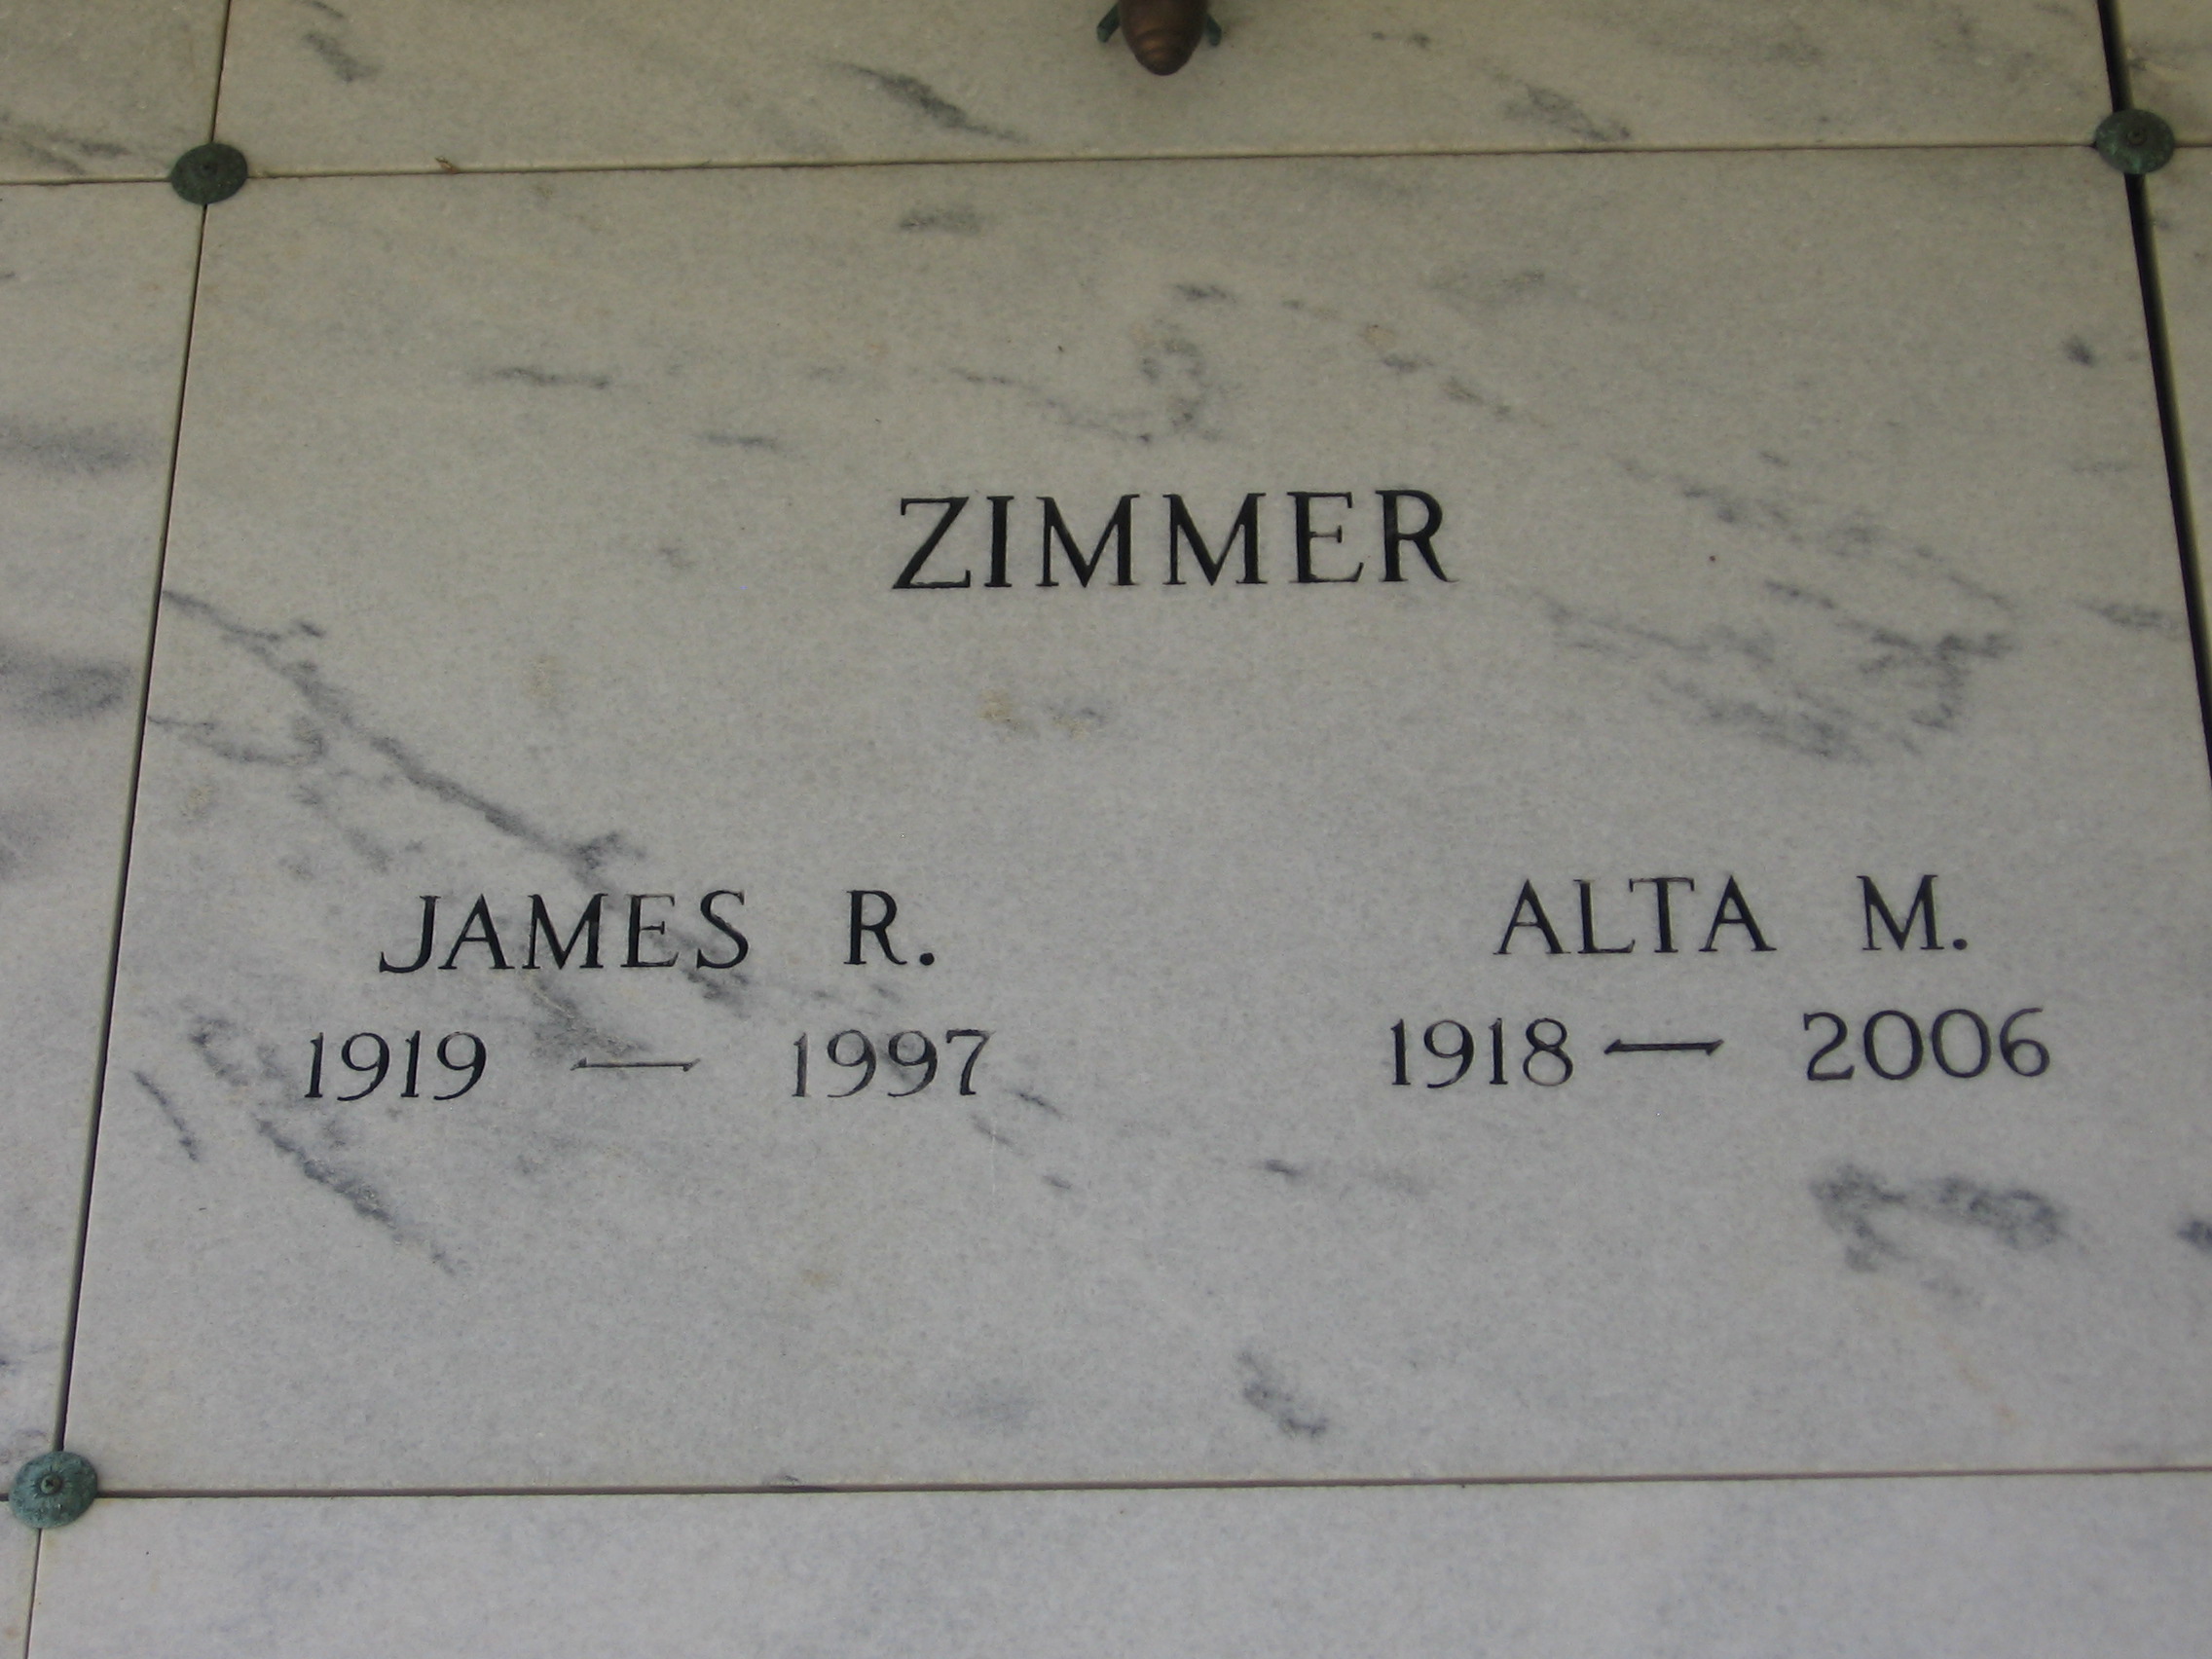 ZIMMER
JAMES R. ALTA M.
1919 — 1997 1918 — 2006